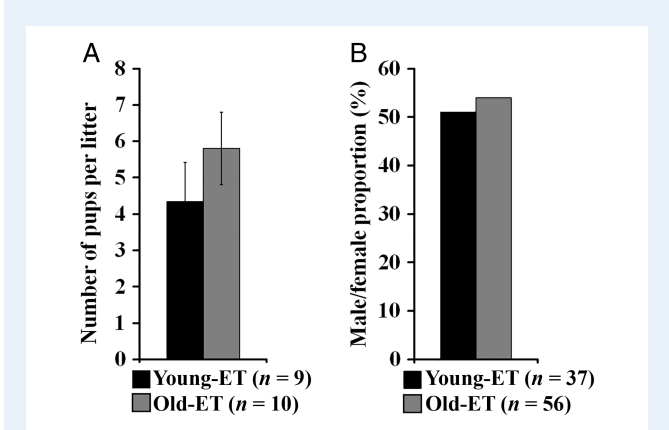 A
Number of pups per litter
8
7
6
5
4
3
2
1
0
Young-ET (n = 9)
Old-ET (n = 10)
B
Male/female proportion (%)
60
50
40
30
20
10
0
Young-ET (n = 37)
Old-ET (n = 56)